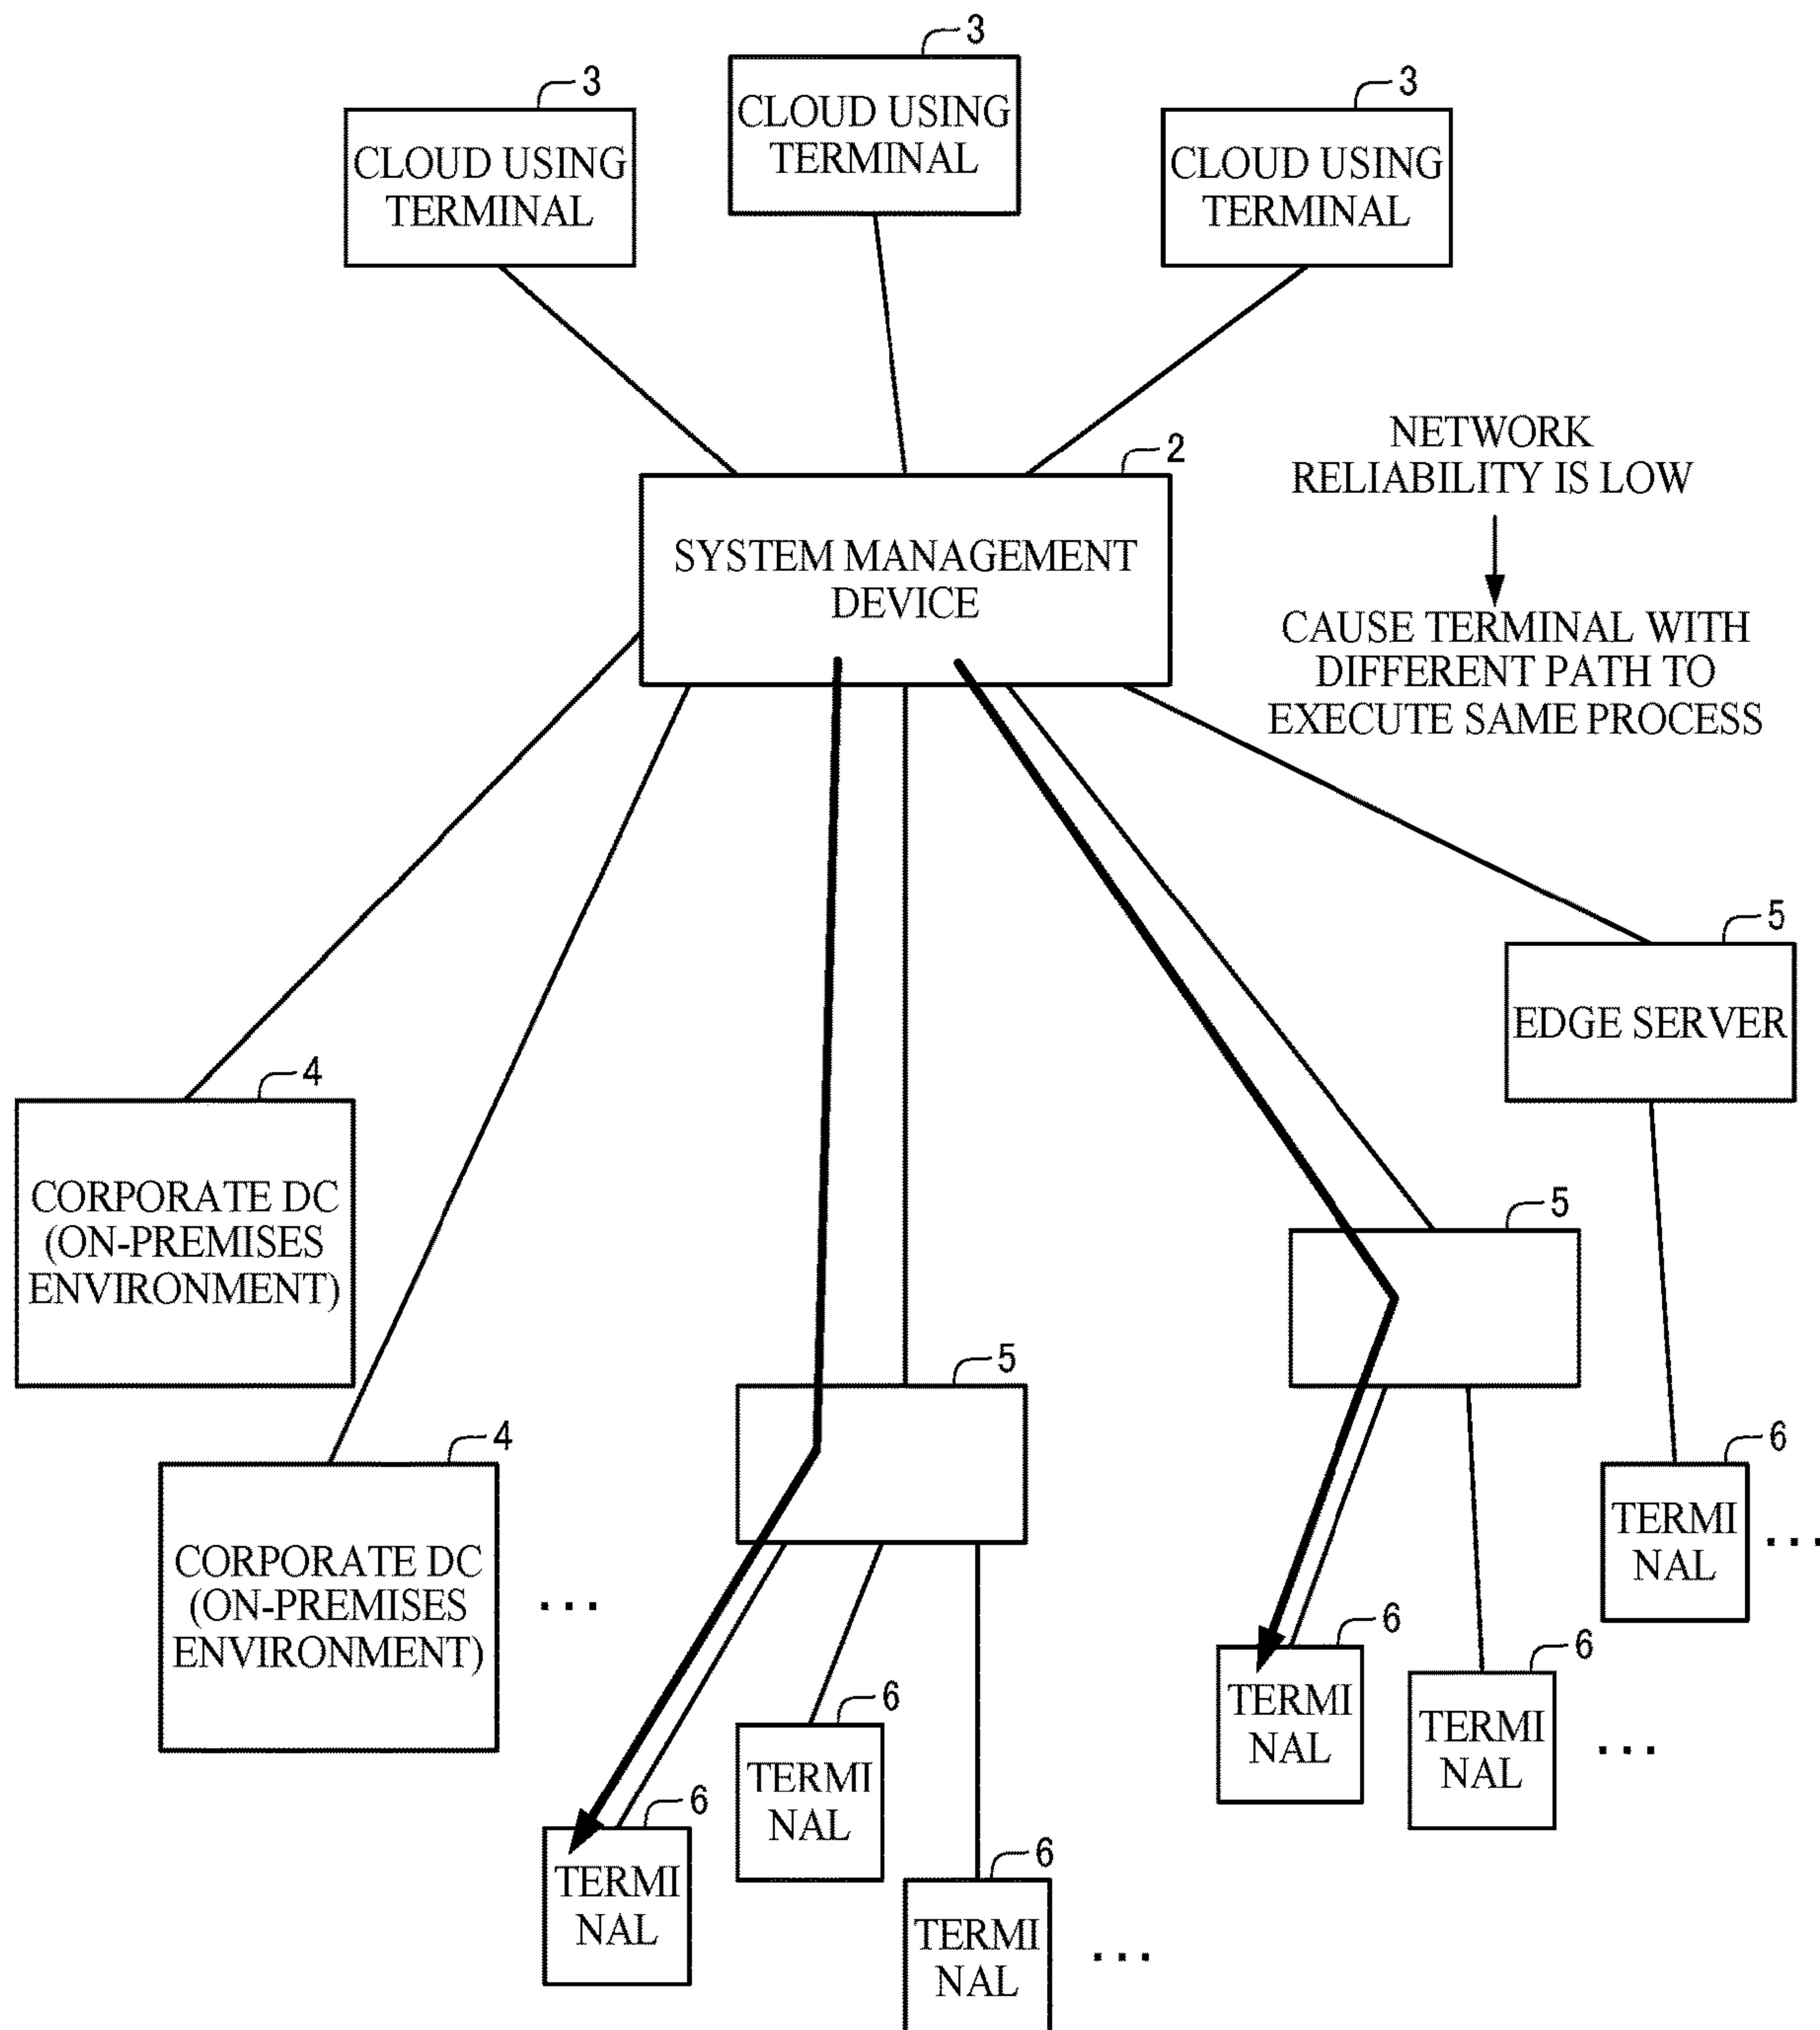 3
CLOUD USING
TERMINAL
3
CLOUD USING
TERMINAL
3
CLOUD USING
TERMINAL
2
SYSTEM MANAGEMENT
DEVICE
NETWORK
RELIABILITY IS LOW
CAUSE TERMINAL WITH
DIFFERENT PATH TO
EXECUTE SAME PROCESS
5
EDGE SERVER
4
CORPORATE DC
(ON-PREMISES
ENVIRONMENT)
5
5
4
CORPORATE DC
(ON-PREMISES
ENVIRONMENT)
...
6
TERMI
NAL
...
6
TERMI
NAL
6
TERMI
NAL
...
6
TERMI
NAL
6
TERMI
NAL
6
TERMI
NAL
...